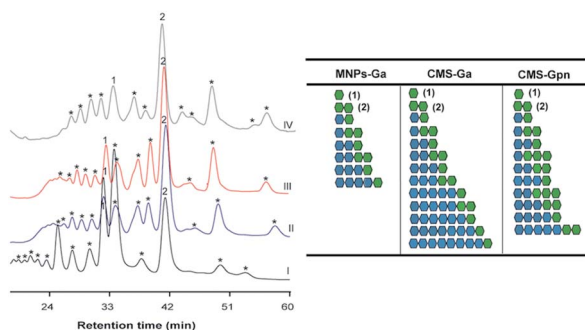 2
1
IV
2
1
III
2
1
II
2
I
24 33 42 51 60
Retention time (min)
MNPs-Ga CMS-Ga CMS-Gpn
(1) (1) (1)
(2) (2) (2)